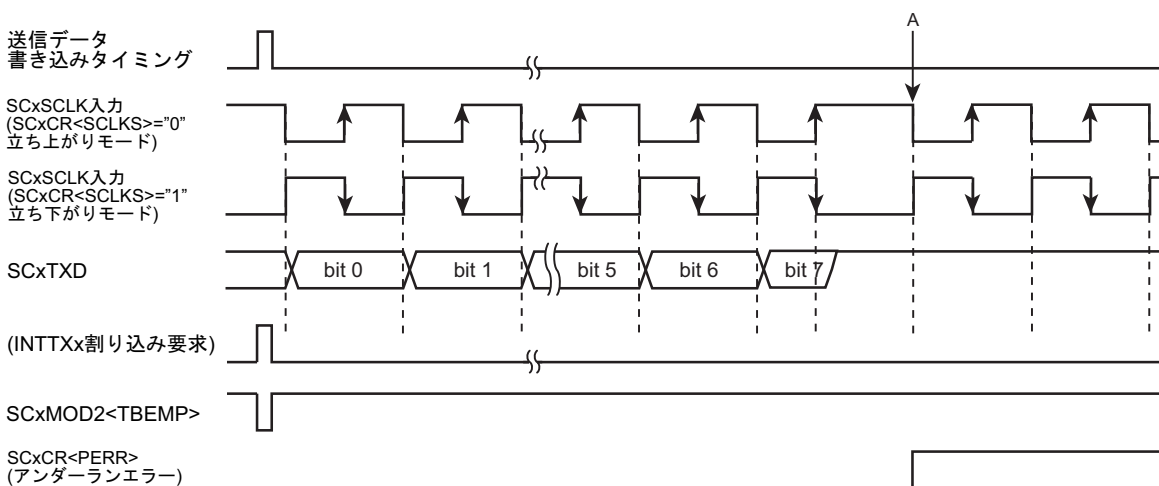 A
送信データ
書き込みタイミング
SCxSCLK入力
(SCxCR<SCLKS>="0"
立ち上がりモード)
SCxSCLK入力
(SCxCR<SCLKS>="1"
立ち下がりモード)
SCxTXD
bit 0
bit 1
bit 5
bit 6
bit 7
(INTTXx割り込み要求)
SCxMOD2<TBEMP>
SCxCR<PERR>
(アンダーランエラー)